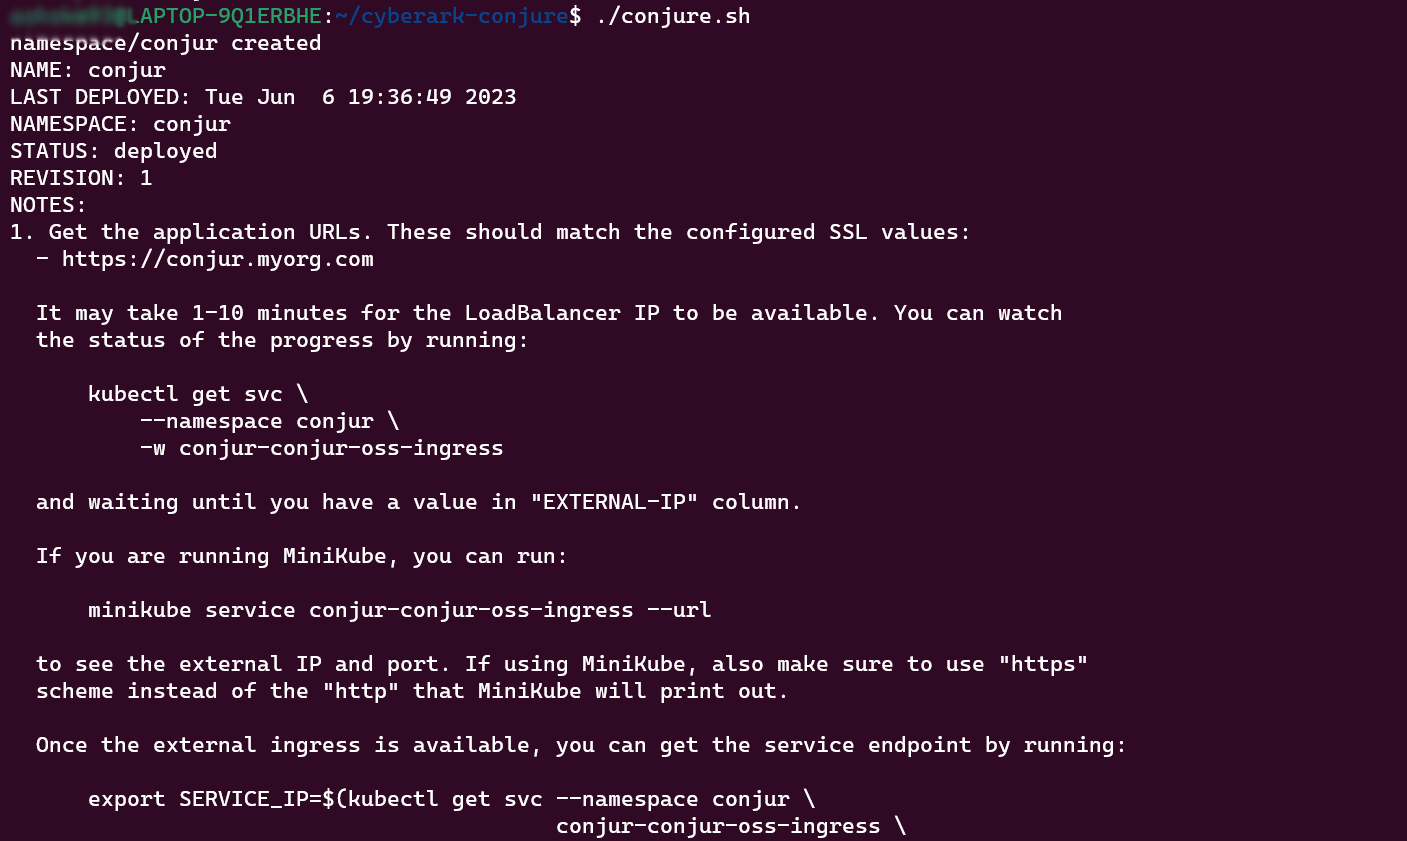 @LAPTOP-9Q1ERBHE:~/cyberark-conjure$ ./conjure.sh
namespace/conjur created
NAME: conjur
LAST DEPLOYED: Tue Jun  6 19:36:49 2023
NAMESPACE: conjur
STATUS: deployed
REVISION: 1
NOTES:
1. Get the application URLs. These should match the configured SSL values:
  - https://conjur.myorg.com
  It may take 1-10 minutes for the LoadBalancer IP to be available. You can watch
  the status of the progress by running:
      kubectl get svc \
          --namespace conjur \
          -w conjur-conjur-oss-ingress
  and waiting until you have a value in "EXTERNAL-IP" column.
  If you are running MiniKube, you can run:
      minikube service conjur-conjur-oss-ingress --url
  to see the external IP and port. If using MiniKube, also make sure to use "https"
  scheme instead of the "http" that MiniKube will print out.
  Once the external ingress is available, you can get the service endpoint by running:
      export SERVICE_IP=$(kubectl get svc --namespace conjur \
                                          conjur-conjur-oss-ingress \